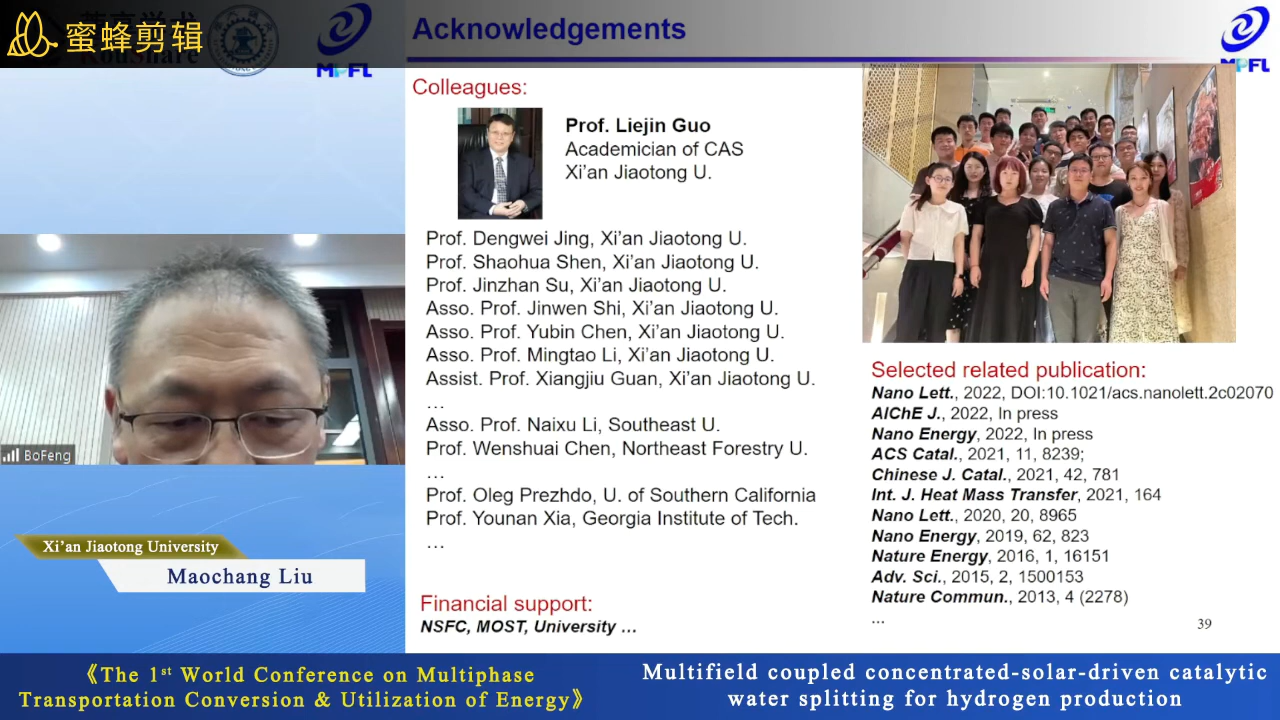 蜜蜂剪辑
KouShare
MPFL
Acknowledgements
MPFL
Colleagues:
Prof. Liejin Guo
Academician of CAS
Xi'an Jiaotong U.
Prof. Dengwei Jing, Xi'an Jiaotong U.
Prof. Shaohua Shen, Xi'an Jiaotong U.
Prof. Jinzhan Su, Xi'an Jiaotong U.
Asso. Prof. Jinwen Shi, Xi'an Jiaotong U.
Asso. Prof. Yubin Chen, Xi'an Jiaotong U.
Asso. Prof. Mingtao Li, Xi'an Jiaotong U.
Assist. Prof. Xiangjiu Guan, Xi'an Jiaotong U.
…
Asso. Prof. Naixu Li, Southeast U.
Prof. Wenshuai Chen, Northeast Forestry U.
…
Prof. Oleg Prezhdo, U. of Southern California
Prof. Younan Xia, Georgia Institute of Tech.
…
Financial support:
NSFC, MOST, University …
Selected related publication:
Nano Lett., 2022, DOI:10.1021/acs.nanolett.2c02070
AIChE J., 2022, In press
Nano Energy, 2022, In press
ACS Catal., 2021, 11, 8239;
Chinese J. Catal., 2021, 42, 781
Int. J. Heat Mass Transfer, 2021, 164
Nano Lett., 2020, 20, 8965
Nano Energy, 2019, 62, 823
Nature Energy, 2016, 1, 16151
Adv. Sci., 2015, 2, 1500153
Nature Commun., 2013, 4 (2278)
...
39
BoFeng
Xi'an Jiaotong University
Maochang Liu
《The 1st World Conference on Multiphase
Transportation Conversion & Utilization of Energy》
Multifield coupled concentrated-solar-driven catalytic
water splitting for hydrogen production